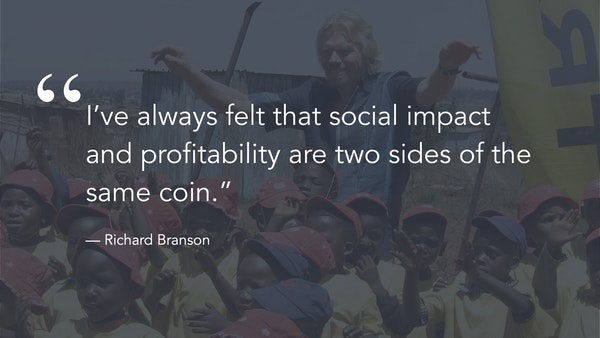 “
I’ve always felt that social impact
and profitability are two sides of the
same coin.”
— Richard Branson